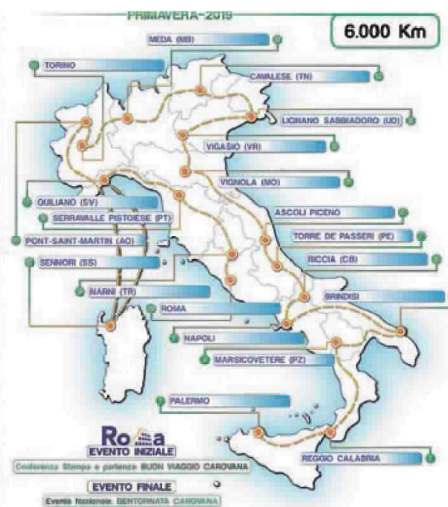 PRIMAVERA-2019
6.000 Km
MEDA (MB)
TORINO
CAVALESE (TN)
LIGNANO SABBIADORO (UD)
VIGASIO (VR)
VIGNOLA (MO)
QUILIANO (SV)
SERRAVALLE PISTOIESE (PT)
ASCOLI PICENO
PONT-SAINT-MARTIN (AO)
TORRE DE PASSERI (PE)
SENNORI (SS)
RICCIA (CB)
NARNI (TR)
BRINDISI
ROMA
NAPOLI
MARSICOVETERE (PZ)
PALERMO
REGGIO CALABRIA
Roma
EVENTO INIZIALE
Conferenza Stampa e partenza BUON VIAGGIO CAROVANA
EVENTO FINALE
Evento Nazionale BENTORNATA CAROVANA